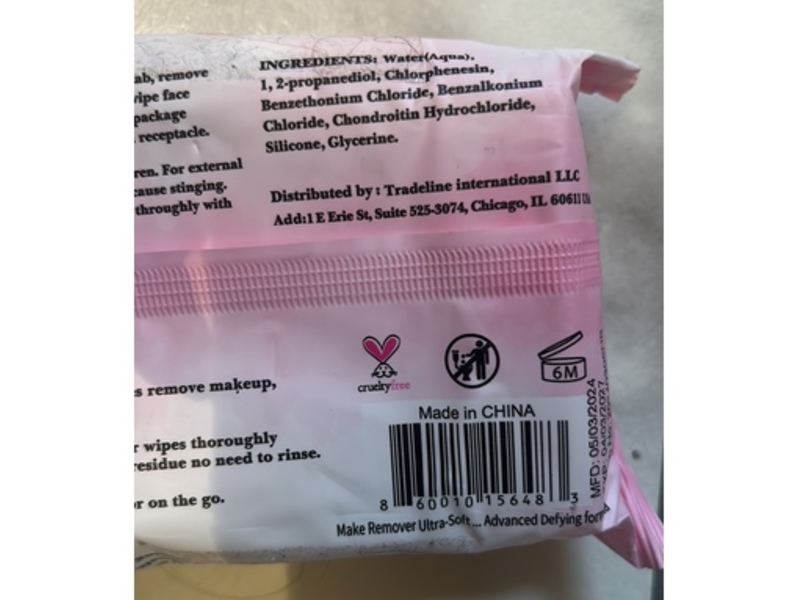 ab, remove
wipe face
package
receptacle.
ren. For external
cause stinging.
throughly with
INGREDIENTS: Water(Aqua),
1, 2-propanediol, Chlorphenesin,
Benzethonium Chloride, Benzalkonium
Chloride, Chondroitin Hydrochloride,
Silicone, Glycerine.
Distributed by : Tradeline international LLC
Add:1 E Erie St, Suite 525-3074, Chicago, IL 60611
s remove makeup,
r wipes thoroughly
residue no need to rinse.
r on the go.
crueltyfree
6M
Made in CHINA
8 60010 15648 3
Make Remover Ultra-Soft... Advanced Defying
MFD: 05/03/2024
04/03/2027